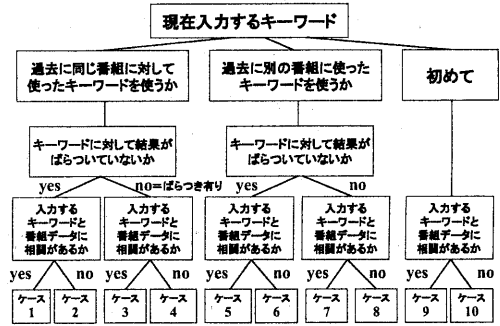 現在入力するキーワード
過去に同じ番組に対して
使ったキーワードを使うか
過去に別の番組に使った
キーワードを使うか
初めて
キーワードに対して結果が
ばらついていないか
キーワードに対して結果が
ばらついていないか
yes
no=ばらつき有り
yes
no
入力する
キーワードと
番組データに
相関があるか
入力する
キーワードと
番組データに
相関があるか
入力する
キーワードと
番組データに
相関があるか
入力する
キーワードと
番組データに
相関があるか
入力する
キーワードと
番組データに
相関があるか
yes
no
yes
no
yes
no
yes
no
yes
no
ケース
1
ケース
2
ケース
3
ケース
4
ケース
5
ケース
6
ケース
7
ケース
8
ケース
9
ケース
10